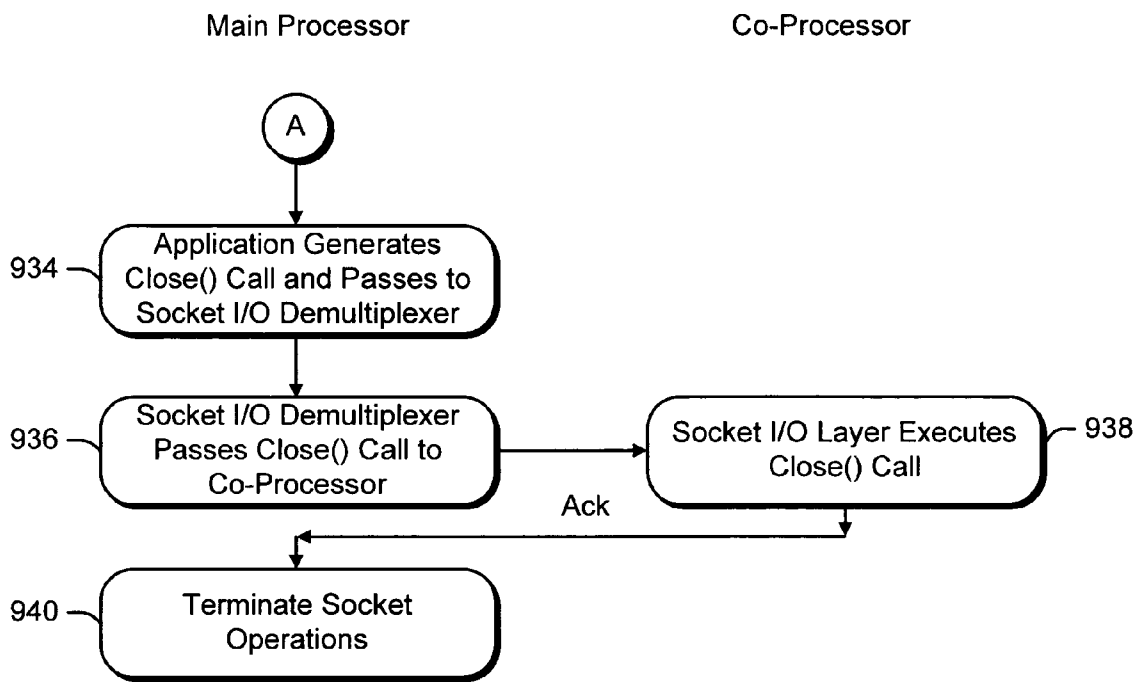 Main Processor
Co-Processor
A
934
Application Generates
Close() Call and Passes to
Socket I/O Demultiplexer
936
Socket I/O Demultiplexer
Passes Close() Call to
Co-Processor
Socket I/O Layer Executes
Close() Call
938
Ack
940
Terminate Socket
Operations